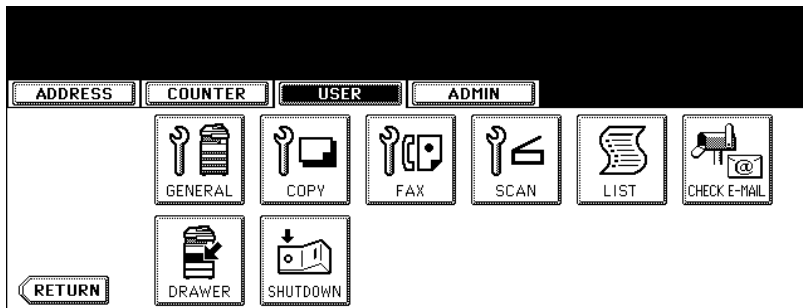 ADDRESS COUNTER USER ADMIN
GENERAL COPY FAX SCAN LIST CHECK E-MAIL
@
RETURN DRAWER SHUTDOWN